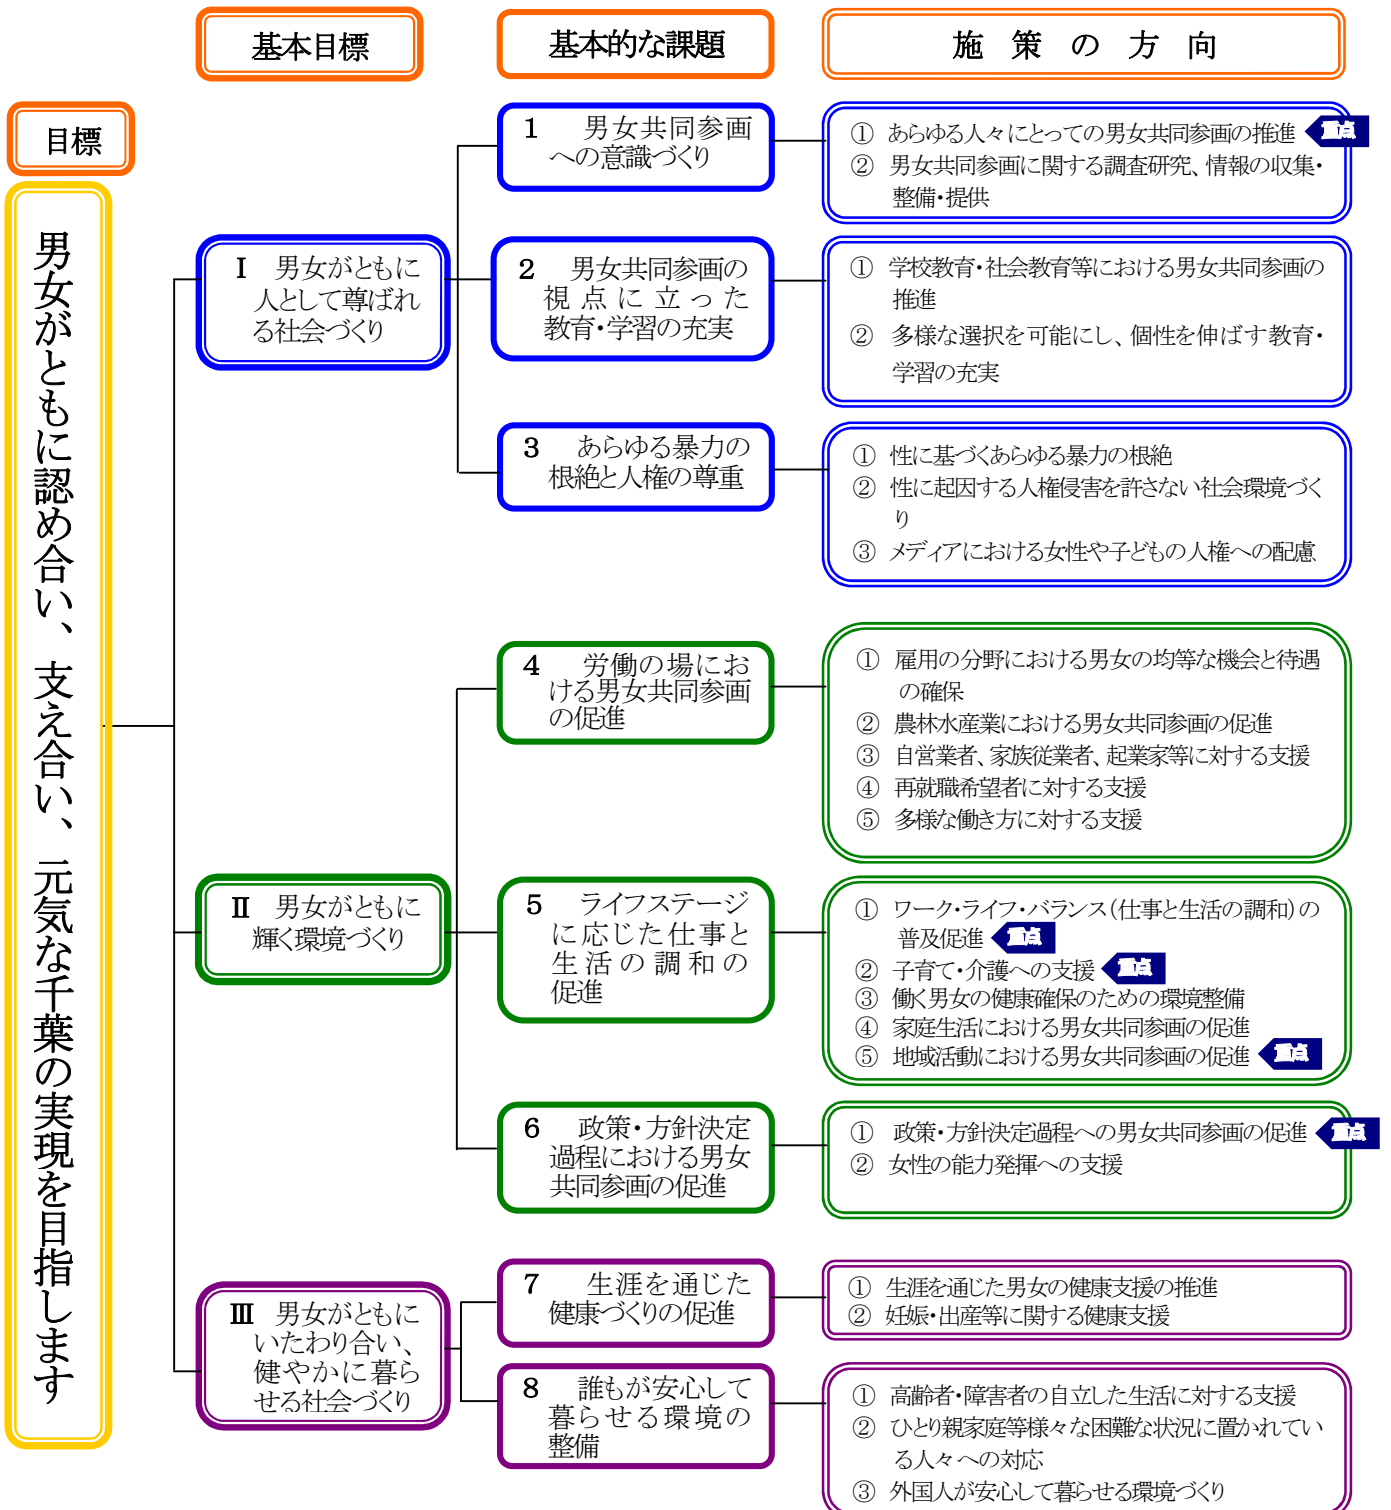 基本目標
基本的な課題
施策の方向
目標
男女がともに認め合い、支え合い、元気な千葉の実現を目指します
Ⅰ 男女がともに
人として尊ばれ
る社会づくり
1 男女共同参画
への意識づくり
① あらゆる人々にとっての男女共同参画の推進 重点
② 男女共同参画に関する調査研究、情報の収集・
整備・提供
2 男女共同参画の
視点に立った
教育・学習の充実
① 学校教育・社会教育等における男女共同参画の
推進
② 多様な選択を可能にし、個性を伸ばす教育・
学習の充実
3 あらゆる暴力の
根絶と人権の尊重
① 性に基づくあらゆる暴力の根絶
② 性に起因する人権侵害を許さない社会環境づく
り
③ メディアにおける女性や子どもの人権への配慮
Ⅱ 男女がともに
輝く環境づくり
4 労働の場にお
ける男女共同参画
の促進
① 雇用の分野における男女の均等な機会と待遇
の確保
② 農林水産業における男女共同参画の促進
③ 自営業者、家族従業者、起業家等に対する支援
④ 再就職希望者に対する支援
⑤ 多様な働き方に対する支援
5 ライフステージ
に応じた仕事と
生活の調和の
促進
① ワーク・ライフ・バランス(仕事と生活の調和)の
普及促進 重点
② 子育て・介護への支援 重点
③ 働く男女の健康確保のための環境整備
④ 家庭生活における男女共同参画の促進
⑤ 地域活動における男女共同参画の促進 重点
6 政策・方針決定
過程における男女
共同参画の促進
① 政策・方針決定過程への男女共同参画の促進 重点
② 女性の能力発揮への支援
Ⅲ 男女がともに
いたわり合い、
健やかに暮ら
せる社会づくり
7 生涯を通じた
健康づくりの促進
① 生涯を通じた男女の健康支援の推進
② 妊娠・出産等に関する健康支援
8 誰もが安心して
暮らせる環境の
整備
① 高齢者・障害者の自立した生活に対する支援
② ひとり親家庭等様々な困難な状況に置かれてい
る人々への対応
③ 外国人が安心して暮らせる環境づくり